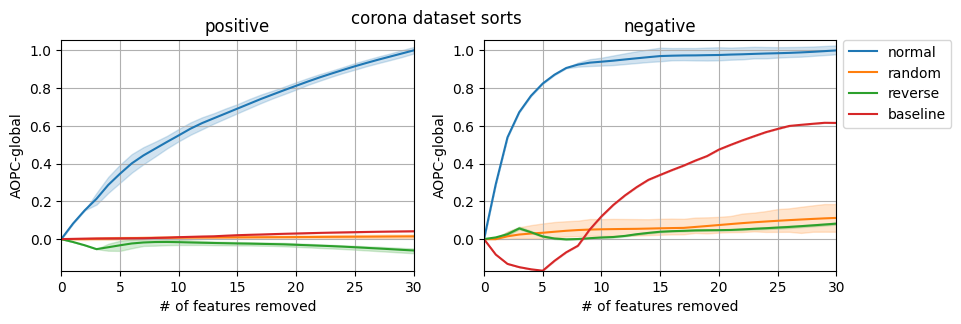 corona dataset sorts
positive
AOPC-global
1.0
0.8
0.6
0.4
0.2
0.0
0 5 10 15 20 25 30
# of features removed
negative
AOPC-global
1.0
0.8
0.6
0.4
0.2
0.0
0 5 10 15 20 25 30
# of features removed
normal
random
reverse
baseline